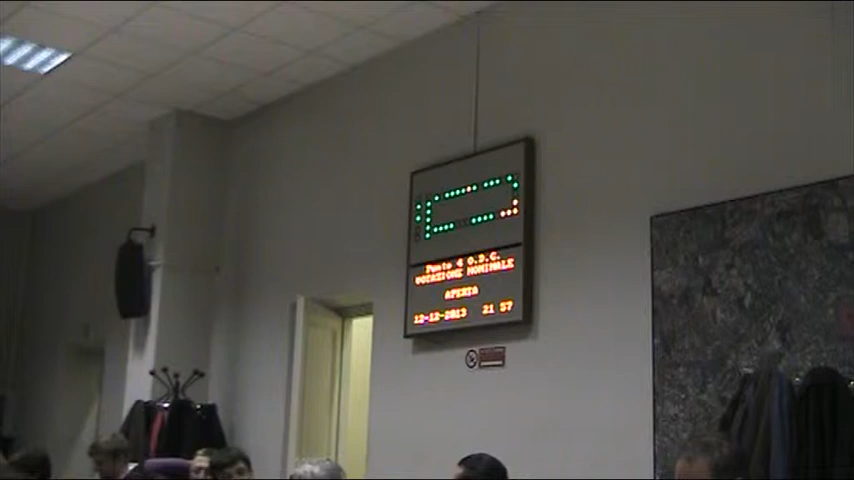 Punto 4 O.D.G.
VOTAZIONE NOMINALE
APERTA
12-12-2013 21 57